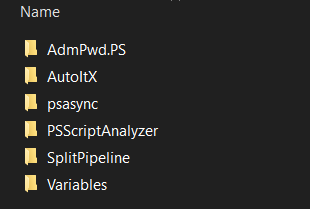 Name
AdmPwd.PS
AutoItX
psasync
PSScriptAnalyzer
SplitPipeline
Variables